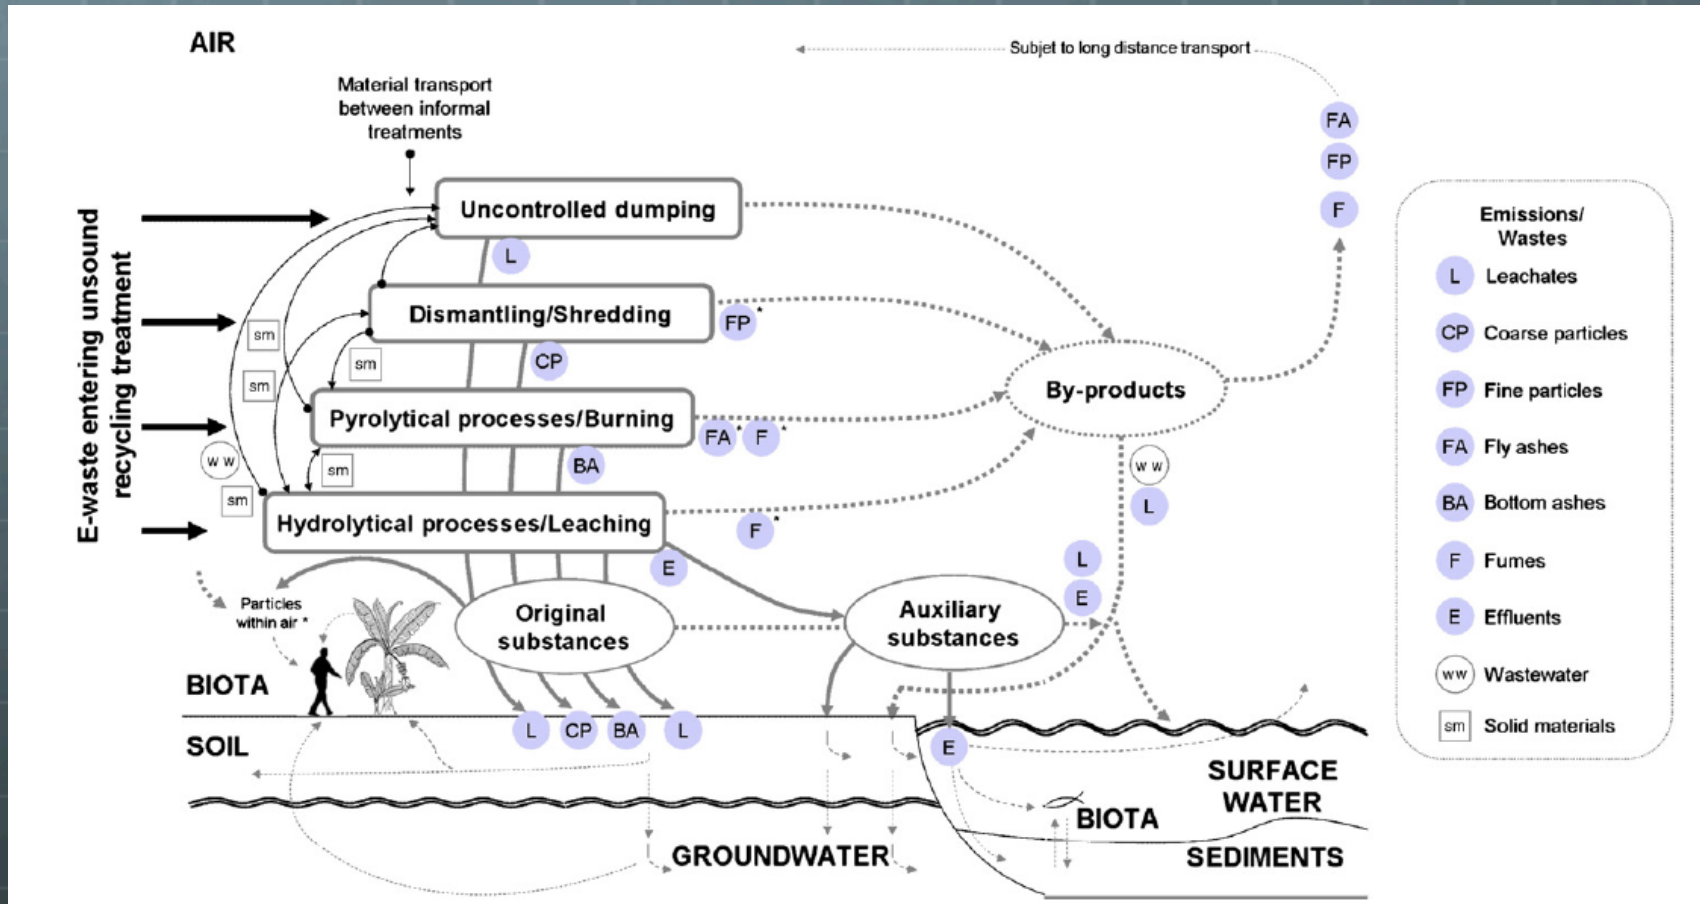 AIR
Subjet to long distance transport
Material transport
between informal
treatments
FA
FP
F
E-waste entering unsound
recycling treatment
Uncontrolled dumping
L
Dismantling/Shredding
FP*
sm
sm
sm
CP
By-products
Pyrolytical processes/Burning
FA* F*
BA
w w
sm
sm
w w
L
Hydrolytical processes/Leaching
F*
E
L
E
Particles
within air *
Original
substances
Auxiliary
substances
BIOTA
SOIL
L
CP
BA
L
E
SURFACE
WATER
BIOTA
GROUNDWATER
SEDIMENTS
Emissions/
Wastes
L Leachates
CP Coarse particles
FP Fine particles
FA Fly ashes
BA Bottom ashes
F Fumes
E Effluents
ww Wastewater
sm Solid materials